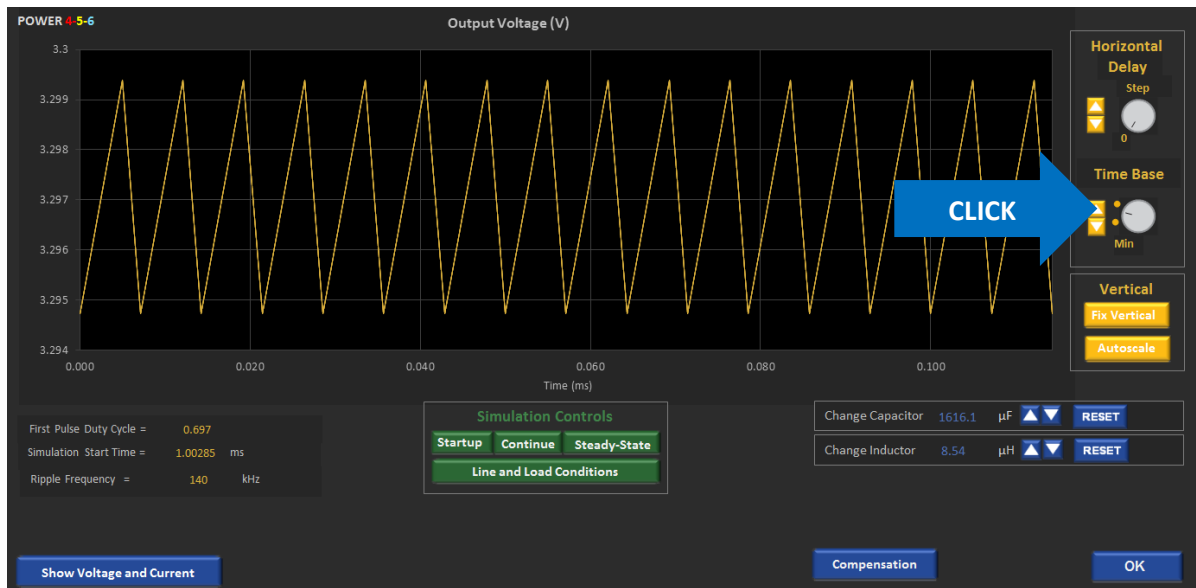 POWER 4-5-6
Output Voltage (V)
3.3
3.299
3.298
3.297
3.296
3.295
3.294
0.000 0.020 0.040 0.060 0.080 0.100
Time (ms)
Horizontal
Delay
Step
0
Time Base
CLICK
Min
Vertical
Fix Vertical
Autoscale
First Pulse Duty Cycle = 0.697
Simulation Start Time = 1.00285 ms
Ripple Frequency = 140 kHz
Simulation Controls
Startup Continue Steady-State
Line and Load Conditions
Change Capacitor 1616.1 µF RESET
Change Inductor 8.54 µH RESET
Show Voltage and Current
Compensation
OK